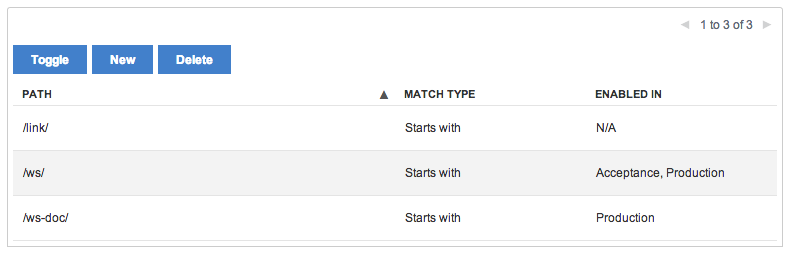 1 to 3 of 3
Toggle New Delete
PATH MATCH TYPE ENABLED IN
/link/ Starts with N/A
/ws/ Starts with Acceptance, Production
/ws-doc/ Starts with Production